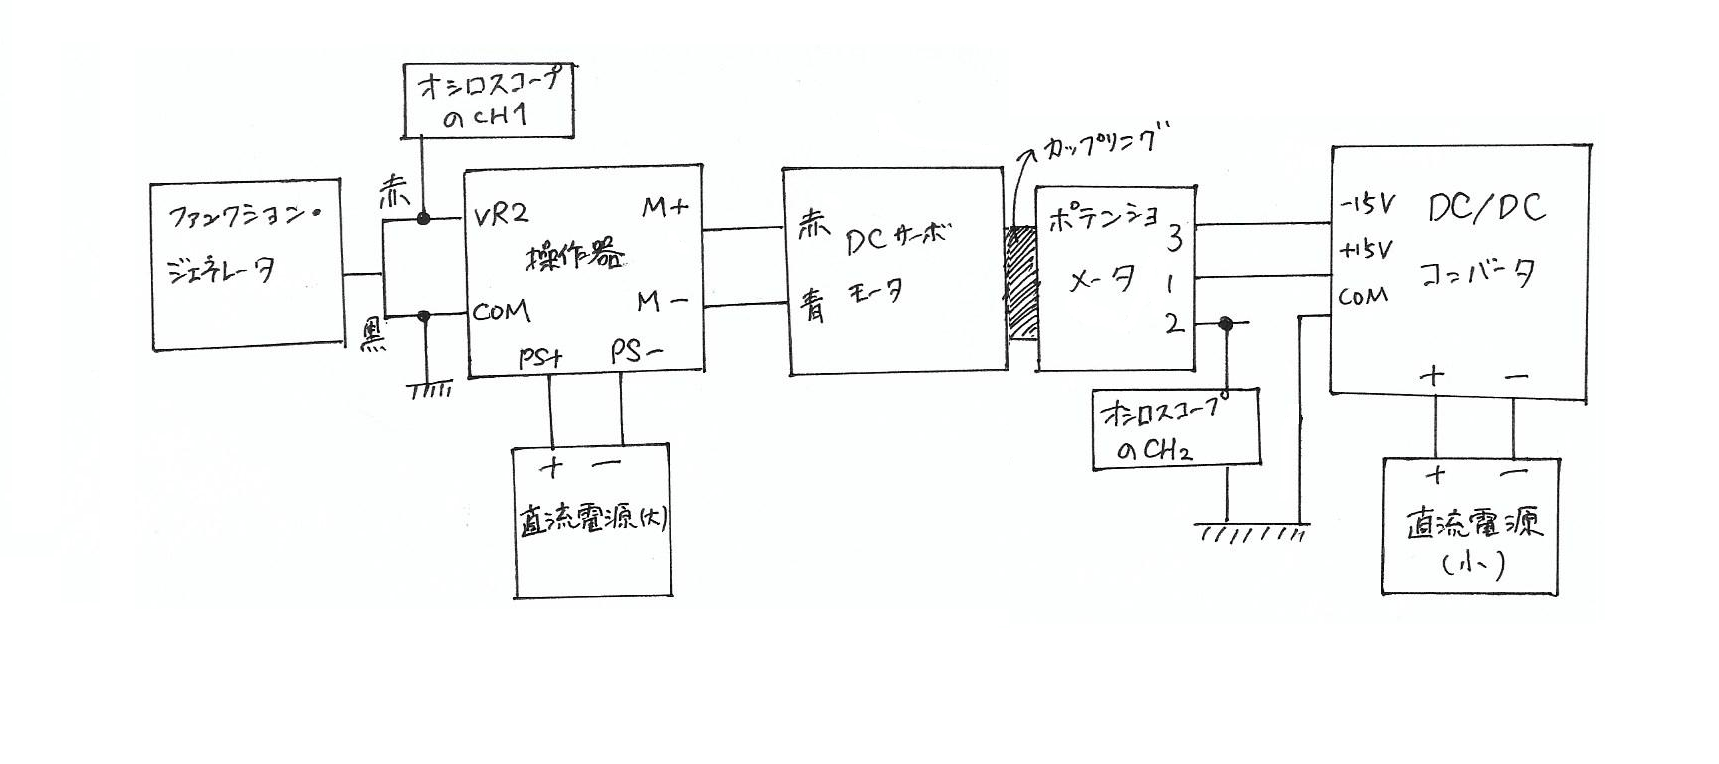 オシロスコープ
のCH1
カップリング
赤
ファンクション・
ジェネレータ
黒
VR2
M+
操作器
M-
COM
PS+
PS-
赤
DCサーボ
モータ
青
ポテンショ
メータ
3
1
2
-15V
+15V
COM
DC/DC
コンバータ
+
-
オシロスコープ
のCH2
+
-
直流電源(大)
+
-
直流電源
(小)